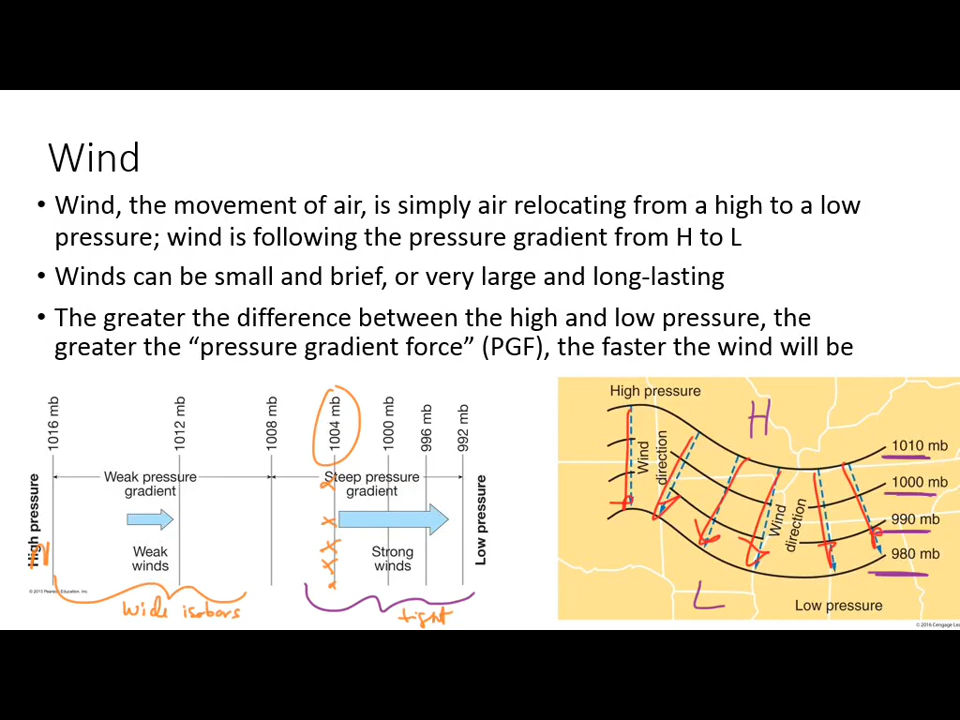 Wind
• Wind, the movement of air, is simply air relocating from a high to a low
pressure; wind is following the pressure gradient from H to L
• Winds can be small and brief, or very large and long-lasting
• The greater the difference between the high and low pressure, the
greater the “pressure gradient force” (PGF), the faster the wind will be
1016 mb
1012 mb
1008 mb
1004 mb
1000 mb
996 mb
992 mb
High pressure
Weak pressure
gradient
Steep pressure
gradient
Low pressure
Weak
winds
Strong
winds
© 2013 Pearson Education, Inc.
wide isobars
tight
High pressure
H
Wind
direction
Wind
direction
1010 mb
1000 mb
990 mb
980 mb
L
Low pressure
© 2016 Cengage Lea